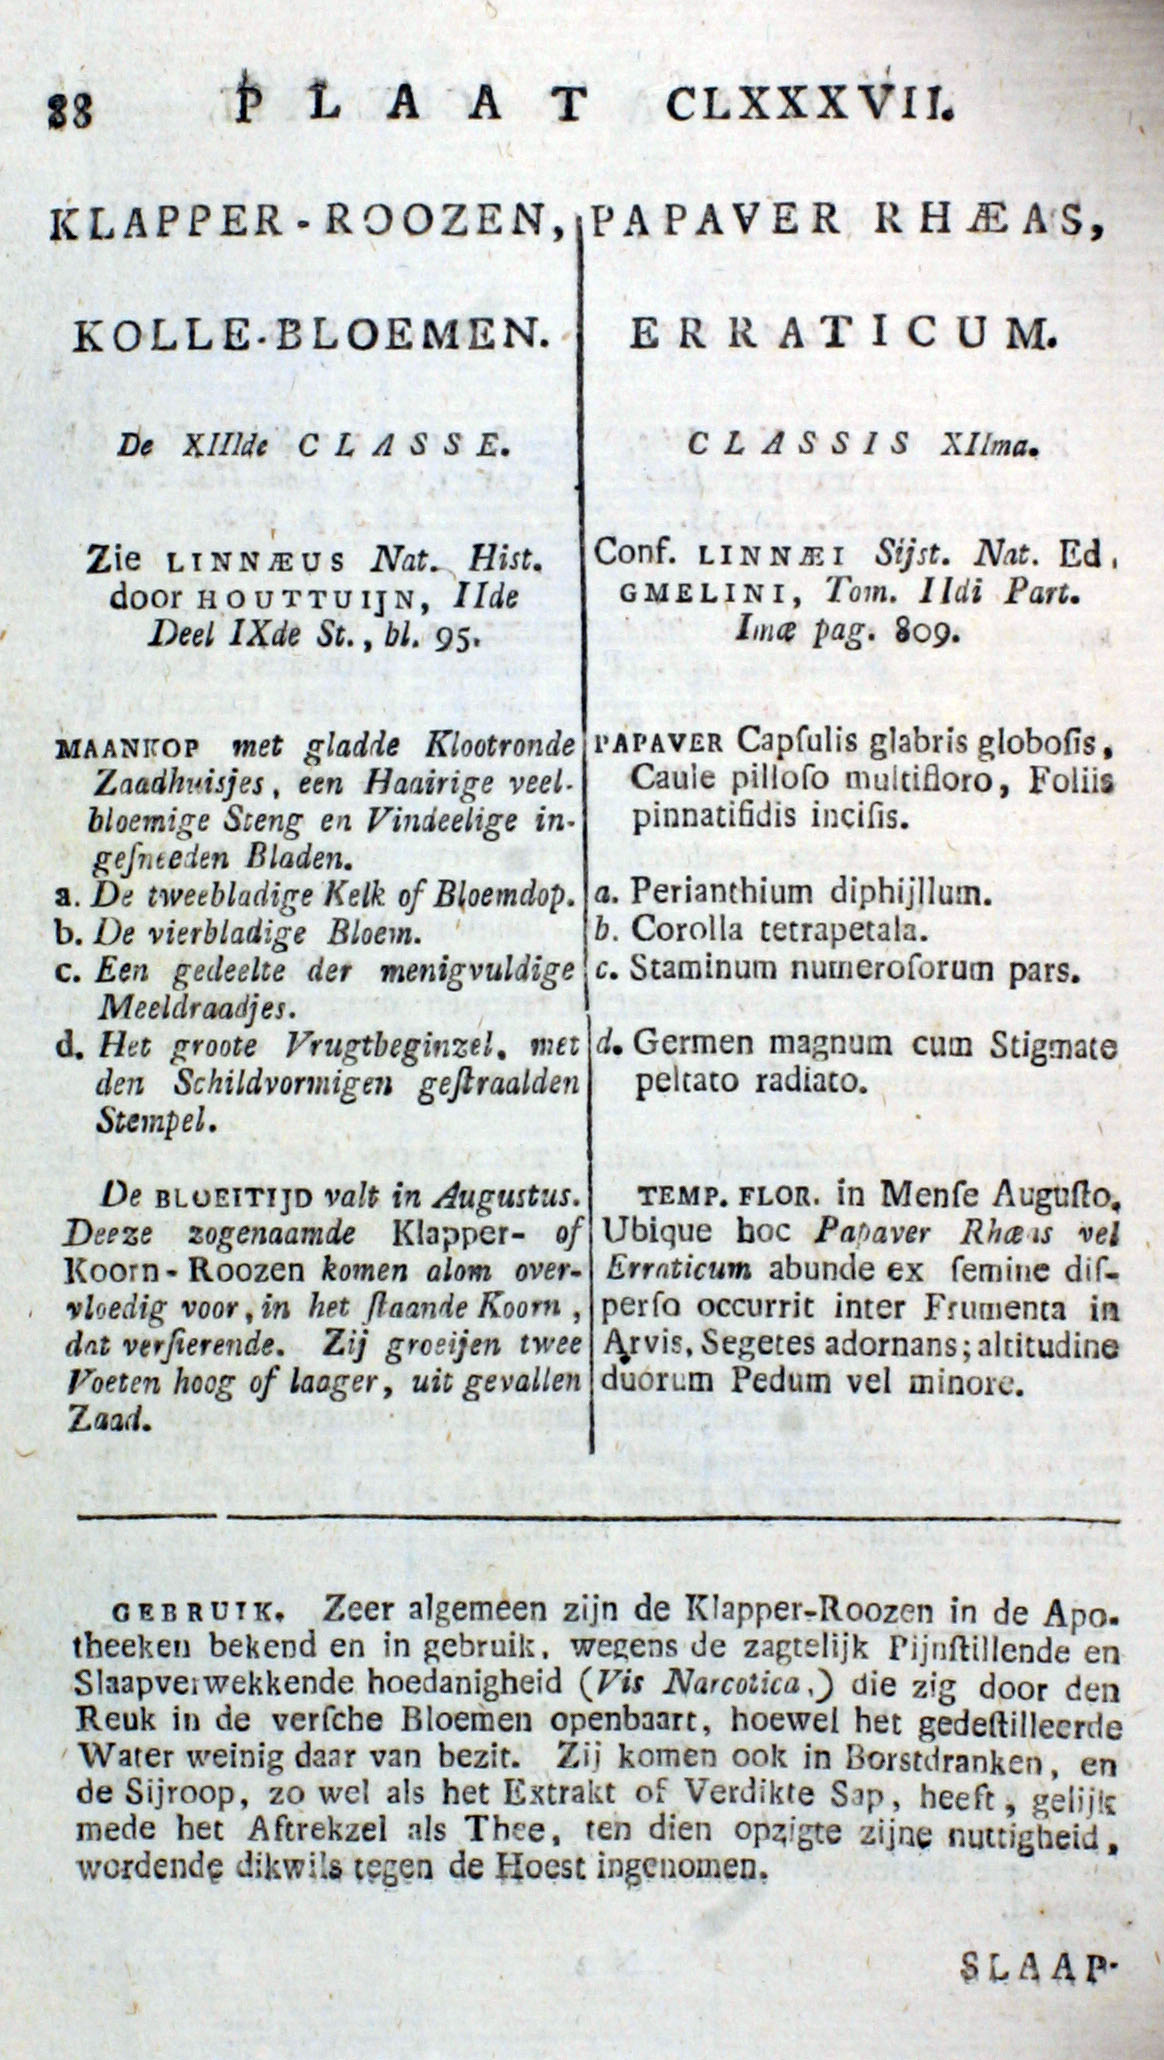 88 PLAAT CLXXXVII.
KLAPPER-ROOZEN,
KOLLE-BLOEMEN.
De XIIIde CLASSE.
Zie LINNÆUS Nat. Hist.
door HOUTTUIJN, IIde
Deel IXde St., bl. 95.
MAANKOP met gladde Klootronde
Zaadhuisjes, een Haairige veel-
bloemige Steng en Vindeelige in-
geſneeden Bladen.
a. De tweebladige Kelk of Bloemdop.
b. De vierbladige Bloem.
c. Een gedeelte der menigvuldige
Meeldraadjes.
d. Het groote Vrugtbeginzel, met
den Schildvormigen geſtraalden
Stempel.
De BLOEITIJD valt in Augustus.
Deeze zogenaamde Klapper- of
Koorn-Roozen komen alom over-
vloedig voor, in het ſtaande Koorn,
dat verſierende. Zij groeijen twee
Voeten hoog of laager, uit gevallen
Zaad.
PAPAVER RHÆAS,
ERRATICUM.
CLASSIS XIIma.
Conf. LINNÆI Sijst. Nat. Ed.
GMELINI, Tom. IIdi Part.
Imæ pag. 809.
PAPAVER Capſulis glabris globoſis,
Caule pilloſo multifloro, Foliis
pinnatifidis inciſis.
a. Perianthium diphijllum.
b. Corolla tetrapetala.
c. Staminum numeroſorum pars.
d. Germen magnum cum Stigmate
peltato radiato.
TEMP. FLOR. in Menſe Auguſto.
Ubique hoc Papaver Rhæas vel
Erraticum abunde ex ſemine diſ-
perſo occurrit inter Frumenta in
Arvis, Segetes adornans; altitudine
duorum Pedum vel minore.
GEBRUIK. Zeer algemeen zijn de Klapper-Roozen in de Apo-
theeken bekend en in gebruik, wegens de zagtelijk Pijnſtillende en
Slaapverwekkende hoedanigheid (Vis Narcotica,) die zig door den
Reuk in de verſche Bloemen openbaart, hoewel het gedeſtilleerde
Water weinig daar van bezit. Zij komen ook in Borstdranken, en
de Sijroop, zo wel als het Extrakt of Verdikte Sap, heeft, gelijk
mede het Aftrekzel als Thee, ten dien opzigte zijne nuttigheid,
wordende dikwils tegen de Hoest ingenomen.
SLAAP-